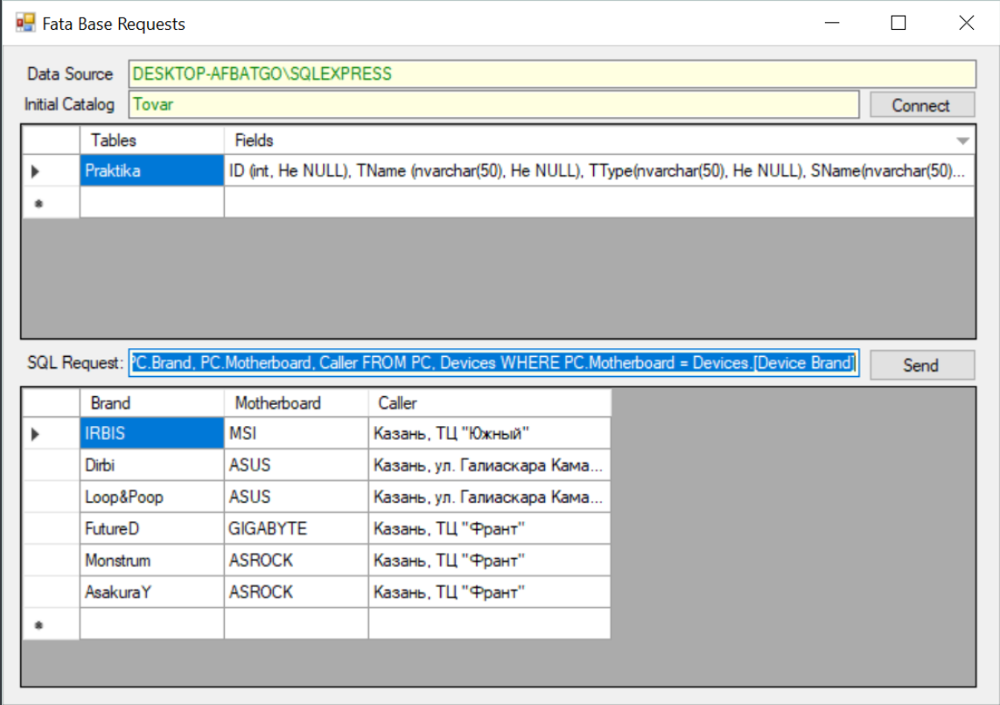 Fata Base Requests
Data Source DESKTOP-AFBATGO\SQLEXPRESS
Initial Catalog Tovar Connect
Tables Fields
Praktika ID (int, Не NULL), TName (nvarchar(50), Не NULL), TType(nvarchar(50), Не NULL), SName(nvarchar(50)...
SQL Request: PC.Brand, PC.Motherboard, Caller FROM PC, Devices WHERE PC.Motherboard = Devices.[Device Brand] Send
Brand Motherboard Caller
IRBIS MSI Казань, ТЦ "Южный"
Dirbi ASUS Казань, ул. Галиаскара Кама...
Loop&Poop ASUS Казань, ул. Галиаскара Кама...
FutureD GIGABYTE Казань, ТЦ "Франт"
Monstrum ASROCK Казань, ТЦ "Франт"
AsakuraY ASROCK Казань, ТЦ "Франт"